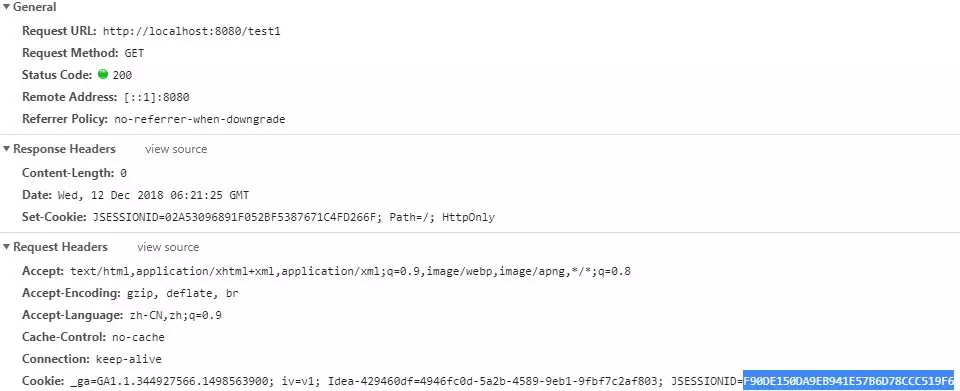 General
Request URL: http://localhost:8080/test1
Request Method: GET
Status Code: 200
Remote Address: [::1]:8080
Referrer Policy: no-referrer-when-downgrade
Response Headers view source
Content-Length: 0
Date: Wed, 12 Dec 2018 06:21:25 GMT
Set-Cookie: JSESSIONID=02A53096891F052BF5387671C4FD266F; Path=/; HttpOnly
Request Headers view source
Accept: text/html,application/xhtml+xml,application/xml;q=0.9,image/webp,image/apng,*/*;q=0.8
Accept-Encoding: gzip, deflate, br
Accept-Language: zh-CN,zh;q=0.9
Cache-Control: no-cache
Connection: keep-alive
Cookie: _ga=GA1.1.344927566.1498563900; iv=v1; Idea-429460df=4946fc0d-5a2b-4589-9eb1-9fbf7c2af803; JSESSIONID=F90DE150DA9EB941E57B6D78CCC519F6